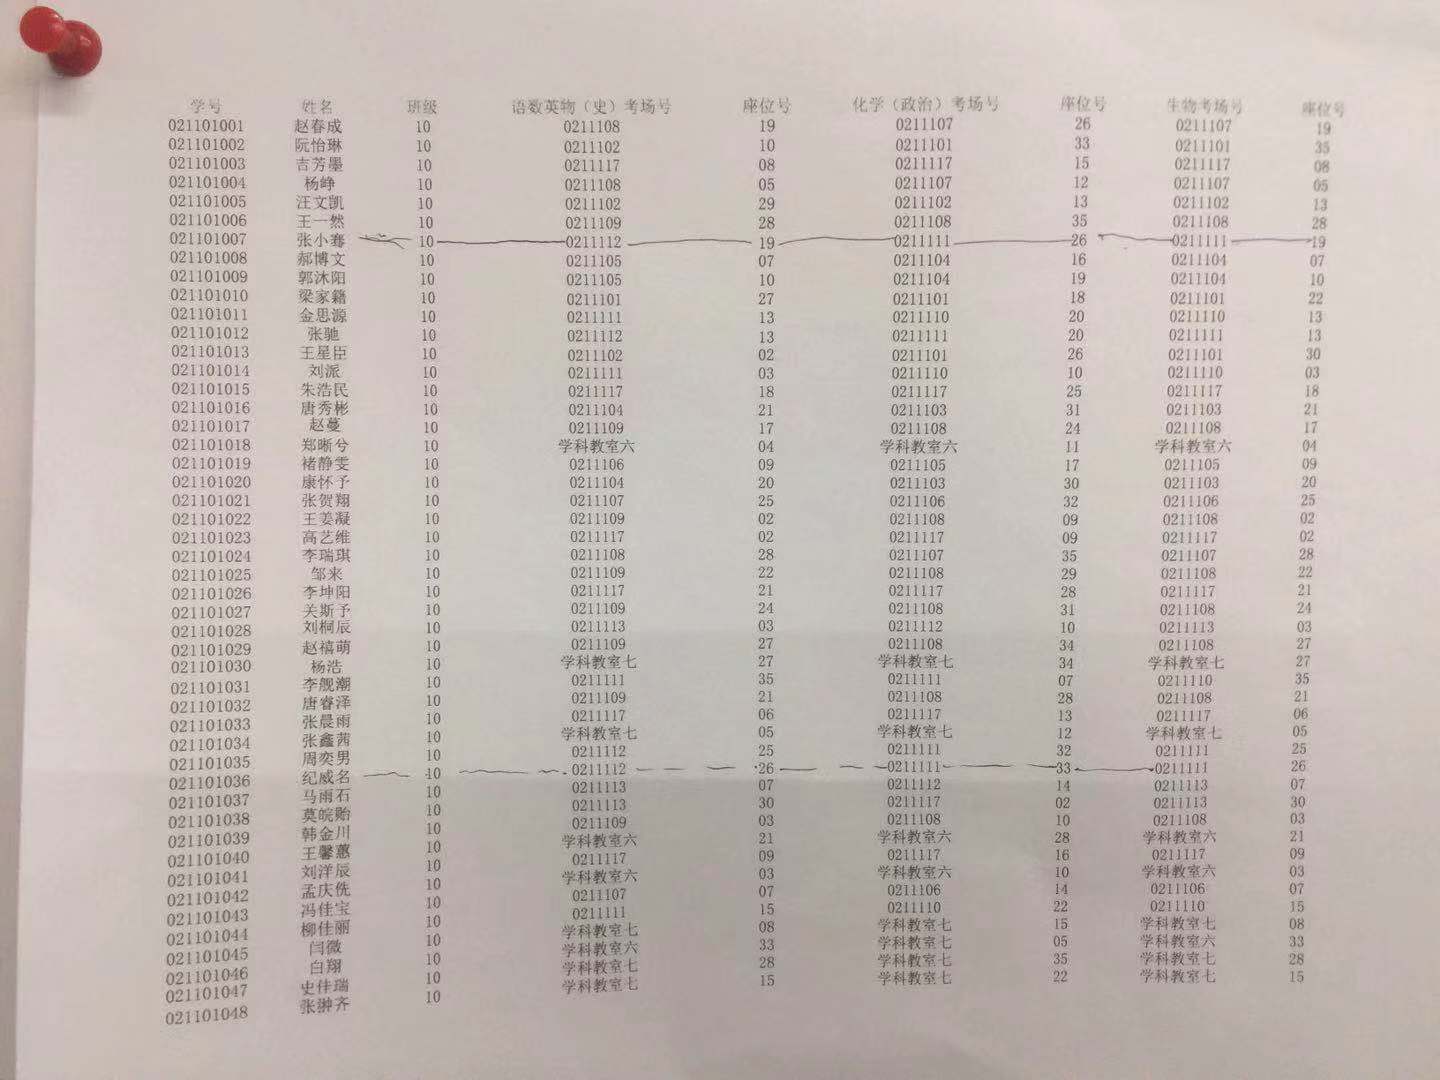 学号 姓名 班级 语数英物（史）考场号 座位号 化学（政治）考场号 座位号 生物考场号 座位号
021101001 赵春成 10 0211108 19 0211107 26 0211107 19
021101002 阮怡琳 10 0211102 10 0211101 33 0211101 35
021101003 吉芳墨 10 0211117 08 0211117 15 0211117 08
021101004 杨峥 10 0211108 05 0211107 12 0211107 05
021101005 汪文凯 10 0211102 29 0211102 13 0211102 13
021101006 王一然 10 0211109 28 0211108 35 0211108 28
021101007 张小骞 10 0211112 19 0211111 26 0211111 19
021101008 郝博文 10 0211105 07 0211104 16 0211104 07
021101009 郭沐阳 10 0211105 10 0211104 19 0211104 10
021101010 梁家籍 10 0211101 27 0211101 18 0211101 22
021101011 金思源 10 0211111 13 0211110 20 0211110 13
021101012 张驰 10 0211112 13 0211111 20 0211111 13
021101013 王星臣 10 0211102 02 0211101 26 0211101 30
021101014 刘派 10 0211111 03 0211110 10 0211110 03
021101015 朱浩民 10 0211117 18 0211117 25 0211117 18
021101016 唐秀彬 10 0211104 21 0211103 31 0211103 21
021101017 赵蔓 10 0211109 17 0211108 24 0211108 17
021101018 郑晰兮 10 学科教室六 04 学科教室六 11 学科教室六 04
021101019 褚静雯 10 0211106 09 0211105 17 0211105 09
021101020 康怀予 10 0211104 20 0211103 30 0211103 20
021101021 张贺翔 10 0211107 25 0211106 32 0211106 25
021101022 王姜凝 10 0211109 02 0211108 09 0211108 02
021101023 高艺维 10 0211117 02 0211117 09 0211117 02
021101024 李瑞琪 10 0211108 28 0211107 35 0211107 28
021101025 邹来 10 0211109 22 0211108 29 0211108 22
021101026 李坤阳 10 0211117 21 0211117 28 0211117 21
021101027 关斯予 10 0211109 24 0211108 31 0211108 24
021101028 刘桐辰 10 0211113 03 0211112 10 0211113 03
021101029 赵禧萌 10 0211109 27 0211108 34 0211108 27
021101030 杨浩 10 学科教室七 27 学科教室七 34 学科教室七 27
021101031 李舰潮 10 0211111 35 0211111 07 0211110 35
021101032 唐睿泽 10 0211109 21 0211108 28 0211108 21
021101033 张晨雨 10 0211117 06 0211117 13 0211117 06
021101034 张鑫茜 10 学科教室七 05 学科教室七 12 学科教室七 05
021101035 周奕男 10 0211112 25 0211111 32 0211111 25
021101036 纪威名 10 0211112 26 0211111 33 0211111 26
021101037 马雨石 10 0211113 07 0211112 14 0211113 07
021101038 莫皖贻 10 0211113 30 0211117 02 0211113 30
021101039 韩金川 10 0211109 03 0211108 10 0211108 03
021101040 王馨蕙 10 学科教室六 21 学科教室六 28 学科教室六 21
021101041 刘洋辰 10 0211117 09 0211117 16 0211117 09
021101042 孟庆侁 10 学科教室六 03 学科教室六 10 学科教室六 03
021101043 冯佳宝 10 0211107 07 0211106 14 0211106 07
021101044 柳佳丽 10 0211111 15 0211110 22 0211110 15
021101045 闫微 10 学科教室七 08 学科教室七 15 学科教室七 08
021101046 白翔 10 学科教室六 33 学科教室七 05 学科教室六 33
021101047 史佳瑞 10 学科教室七 28 学科教室七 35 学科教室七 28
021101048 张翀齐 10 学科教室七 15 学科教室七 22 学科教室七 15